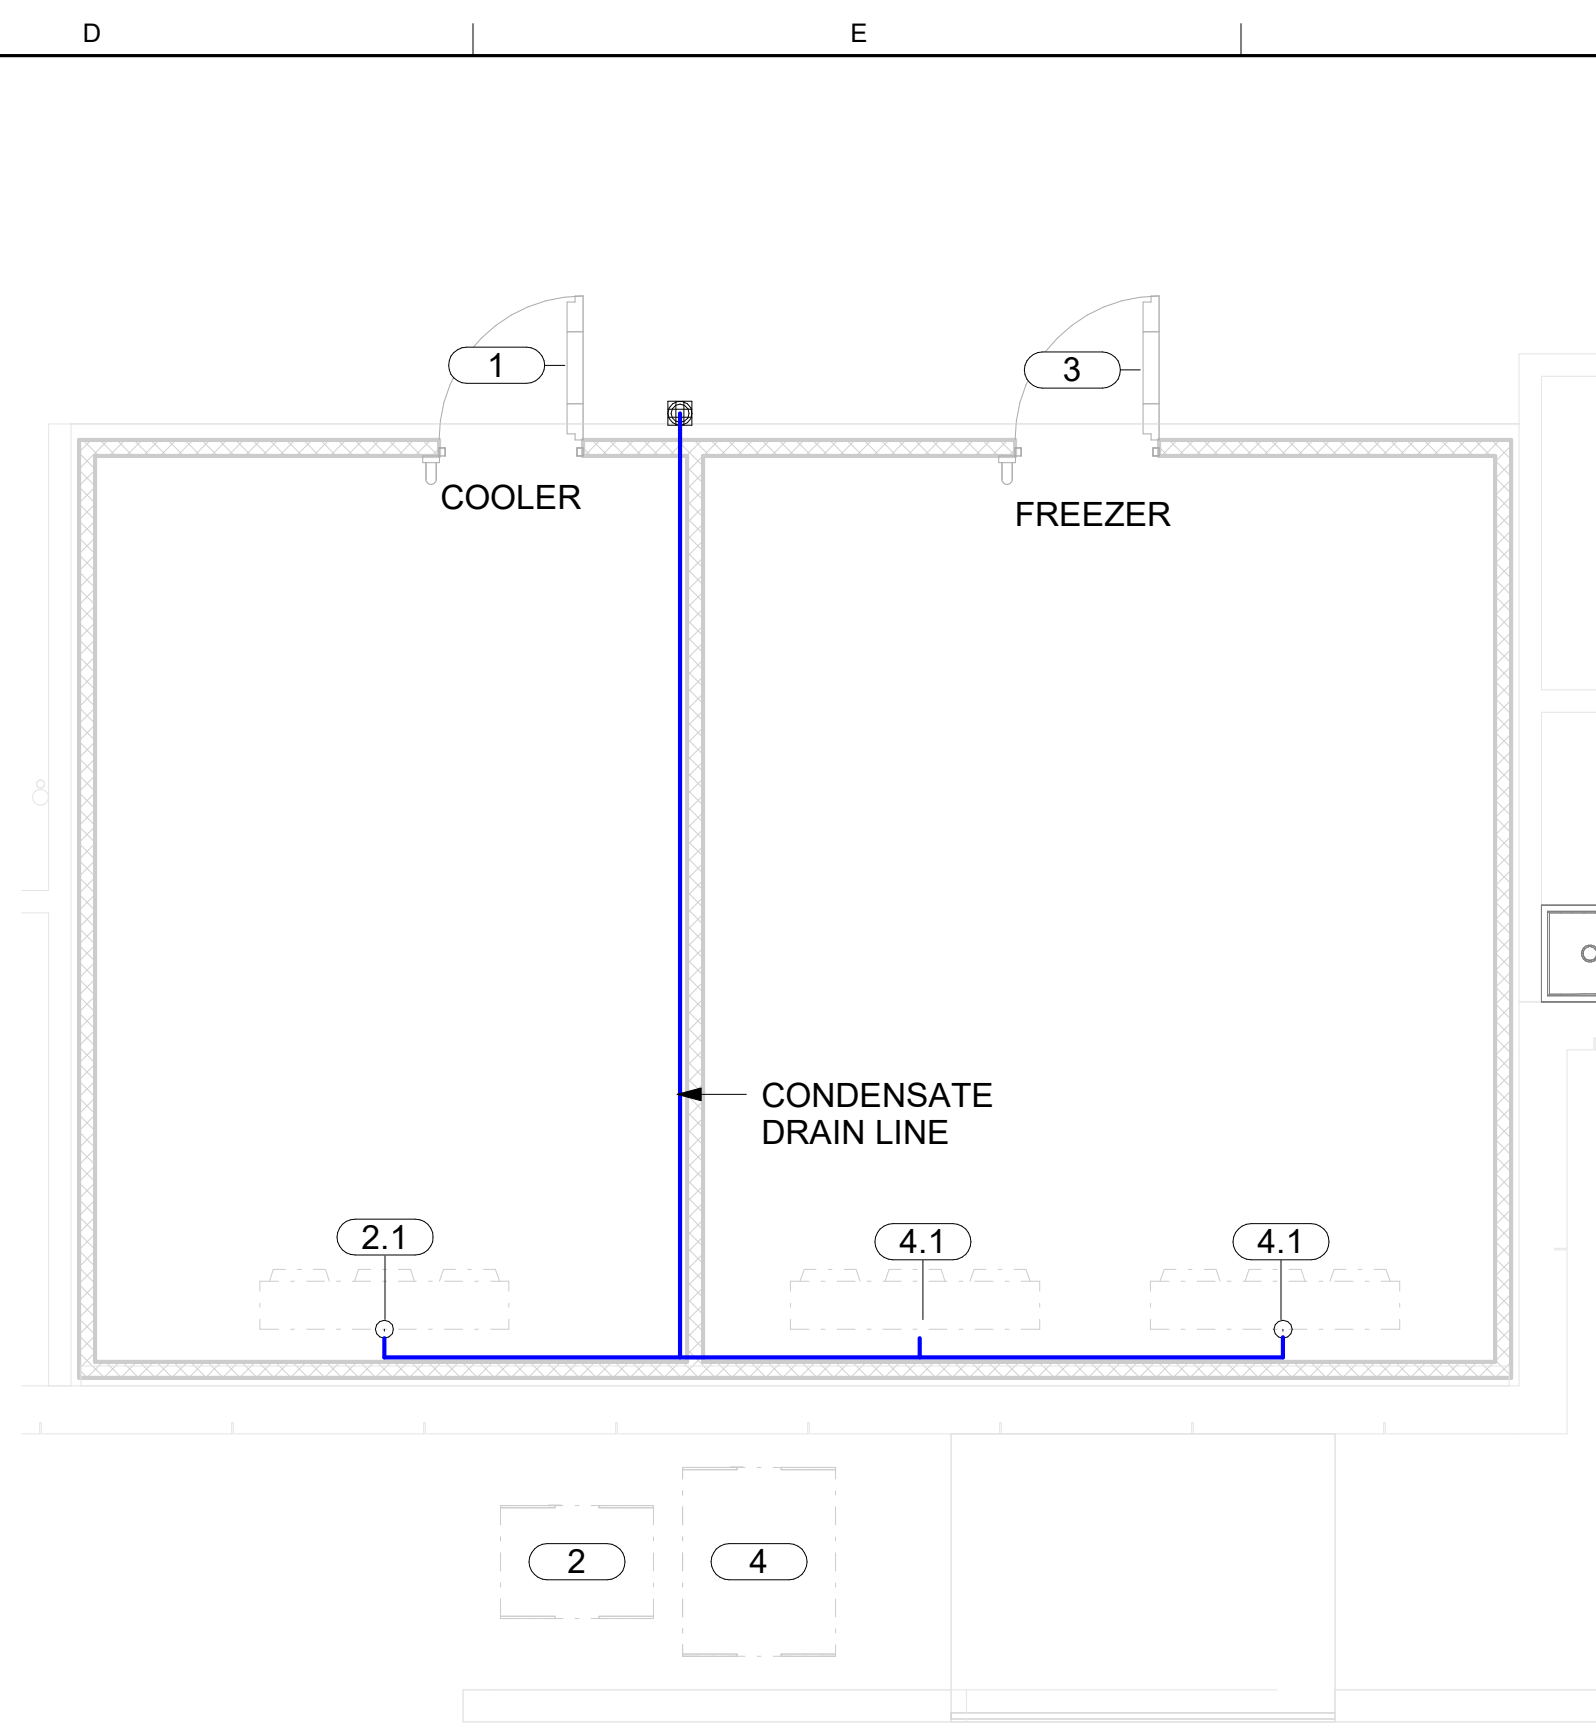 D
E
1
3
COOLER
FREEZER
CONDENSATE
DRAIN LINE
2.1
4.1
4.1
2
4